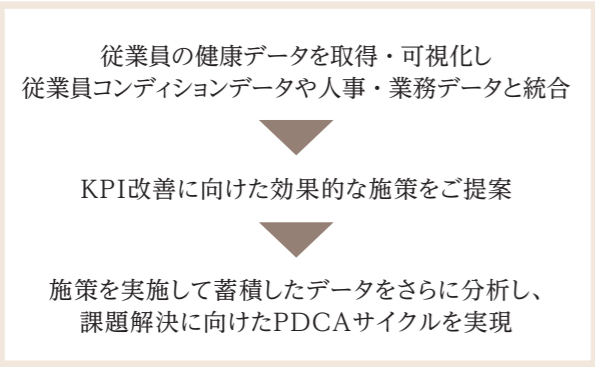 従業員の健康データを取得・可視化し
従業員コンディションデータや人事・業務データと統合
KPI改善に向けた効果的な施策をご提案
施策を実施して蓄積したデータをさらに分析し、
課題解決に向けたPDCAサイクルを実現